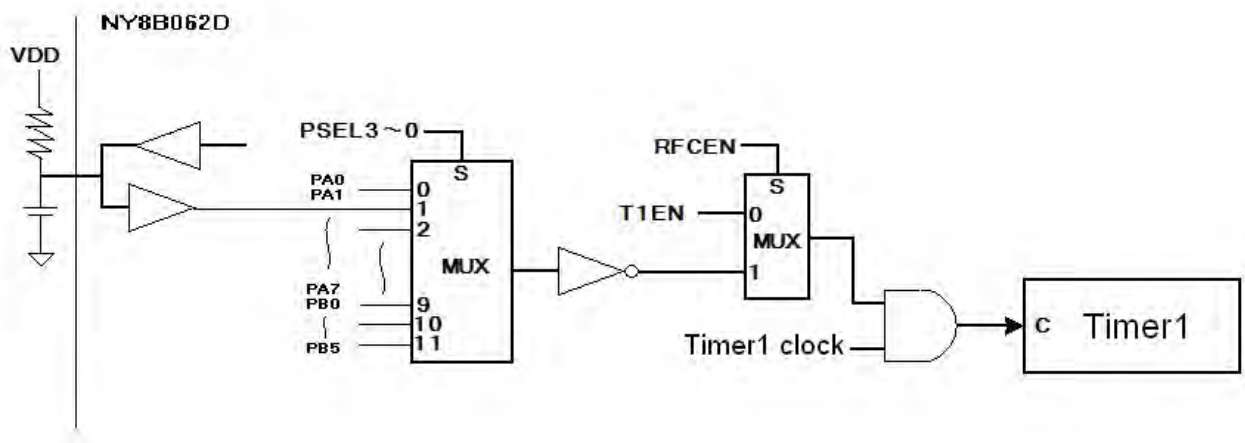 NY8B062D
VDD
PSEL3~0
RFCEN
S
S
PA0
0
PA1
1
T1EN
0
2
MUX
MUX
1
PA7
PB0
9
10
PB5
11
Timer1 clock
C Timer1